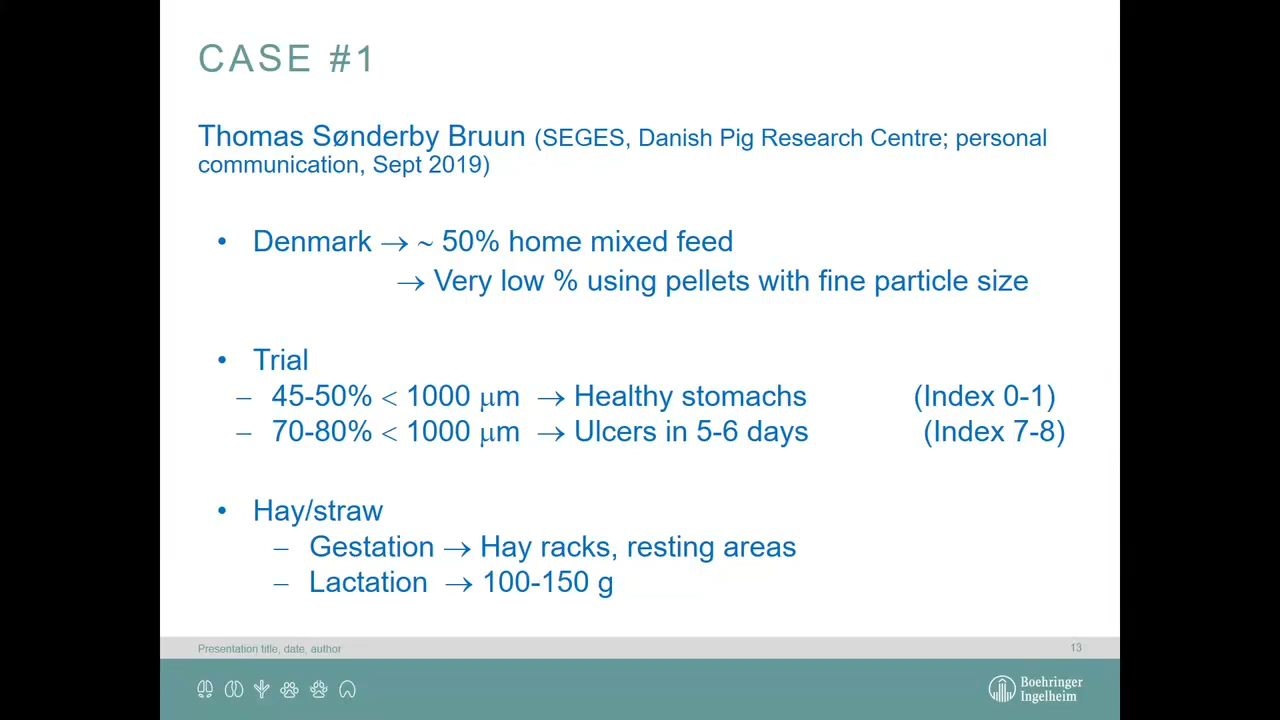 CASE #1
Thomas Sønderby Bruun (SEGES, Danish Pig Research Centre; personal
communication, Sept 2019)
• Denmark → ~ 50% home mixed feed
→ Very low % using pellets with fine particle size
• Trial
– 45-50% < 1000 μm → Healthy stomachs (Index 0-1)
– 70-80% < 1000 μm → Ulcers in 5-6 days (Index 7-8)
• Hay/straw
– Gestation → Hay racks, resting areas
– Lactation → 100-150 g
Presentation title, date, author 13
Boehringer
Ingelheim